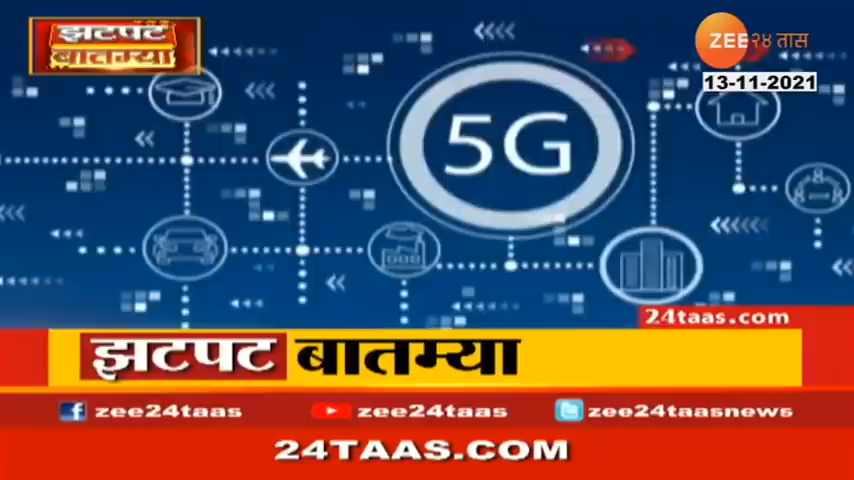 झटपट
बातम्या
ZEE २४ तास
13-11-2021
5G
24taas.com
झटपट बातम्या
zee24taas zee24taas zee24taasnews
24TAAS.COM